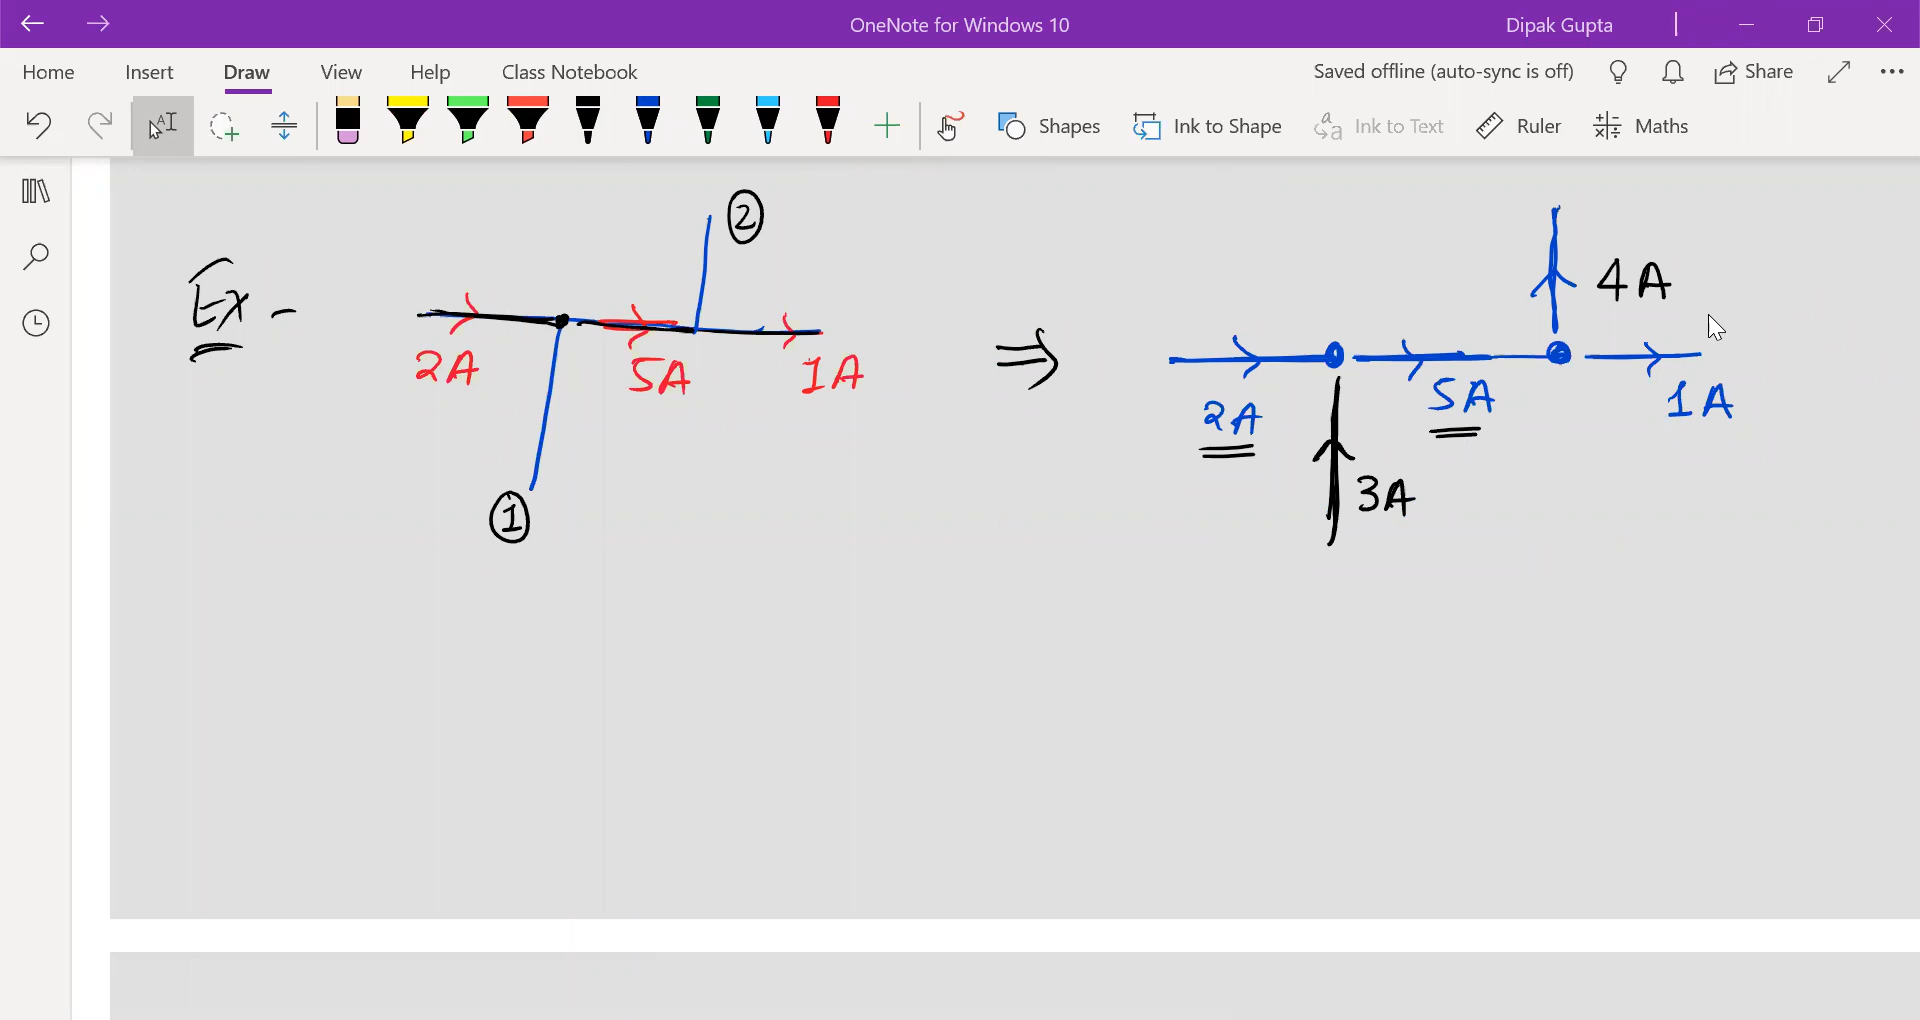 OneNote for Windows 10
Dipak Gupta
Home Insert Draw View Help Class Notebook
Saved offline (auto-sync is off) Share
Shapes Ink to Shape Ink to Text Ruler Maths
Ex -
2
2A 5A 1A
1
⇒
4A
2A 5A 1A
3A